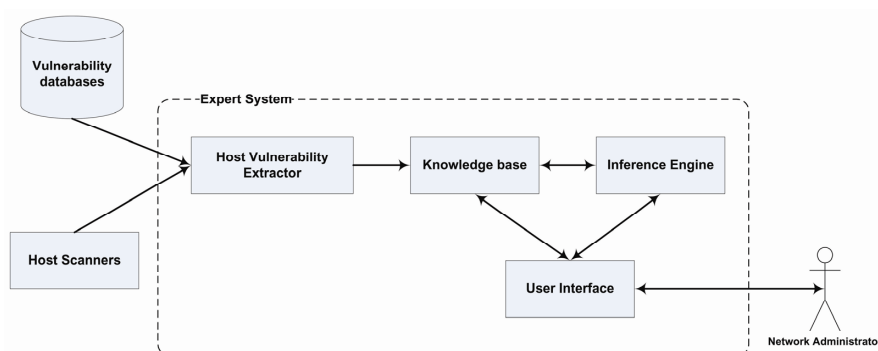 Vulnerability
databases
Expert System
Host Vulnerability
Extractor
Knowledge base
Inference Engine
Host Scanners
User Interface
Network Administrato